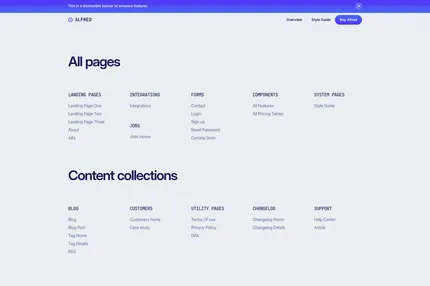 This is a dismissible banner to announce features
ALFRED
Overview
Style Guide
Buy Alfred
All pages
LANDING PAGES
Landing Page One
Landing Page Two
Landing Page Three
About
404
INTEGRATIONS
Integrations
JOBS
Jobs Home
FORMS
Contact
Login
Sign up
Reset Password
Coming Soon
COMPONENTS
All Features
All Pricing Tables
SYSTEM PAGES
Style Guide
Content collections
BLOG
Blog
Blog Post
Tag Home
Tag Details
RSS
CUSTOMERS
Customers home
Case study
UTILITY PAGES
Terms Of use
Privacy Policy
DPA
CHANGELOG
Changelog Home
Changelog Details
SUPPORT
Help Center
Article